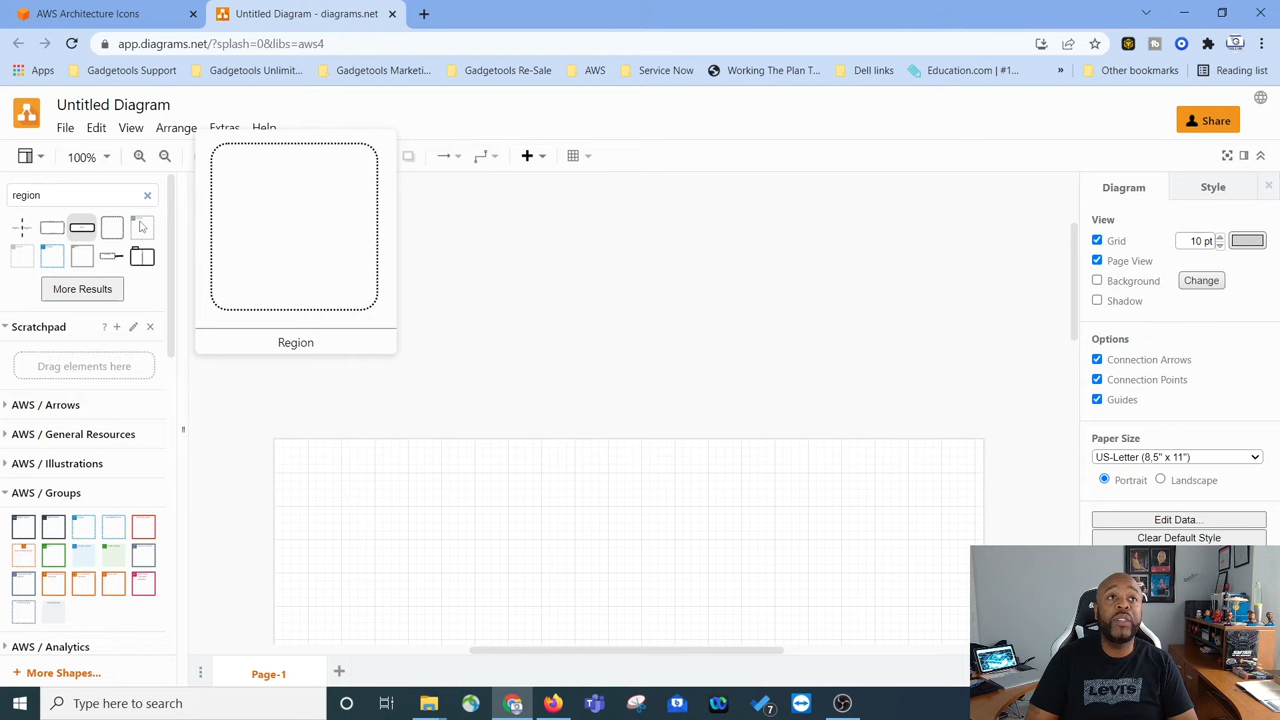 AWS Architecture Icons
Untitled Diagram - diagrams.net
app.diagrams.net/?splash=0&libs=aws4
Apps
Gadgetools Support
Gadgetools Unlimit...
Gadgetools Marketi...
Gadgetools Re-Sale
AWS
Service Now
Working The Plan T...
Dell links
Education.com | #1...
»
Other bookmarks
Reading list
Untitled Diagram
File Edit View Arrange Extras Help
Share
100%
region
More Results
Scratchpad
Drag elements here
AWS / Arrows
AWS / General Resources
AWS / Illustrations
AWS / Groups
AWS / Analytics
+ More Shapes...
Region
Diagram
Style
View
Grid
10 pt
Page View
Background
Change
Shadow
Options
Connection Arrows
Connection Points
Guides
Paper Size
US-Letter (8,5" x 11")
Portrait
Landscape
Edit Data...
Clear Default Style
LEVI'S
Page-1
Type here to search
7